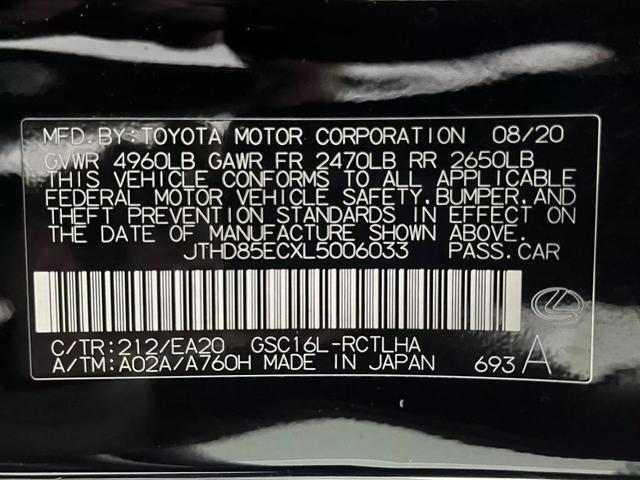 MFD.BY:TOYOTA MOTOR CORPORATION 08/20
GVWR 4960LB GAWR FR 2470LB RR 2650LB
THIS VEHICLE CONFORMS TO ALL APPLICABLE
FEDERAL MOTOR VEHICLE SAFETY,BUMPER,AND
THEFT PREVENTION STANDARDS IN EFFECT ON
THE DATE OF MANUFACTURE SHOWN ABOVE.
JTHD85ECXL5006033 PASS.CAR
C/TR:212/EA20 GSC16L-RCTLHA
A/TM:A02A/A760H MADE IN JAPAN 693 A